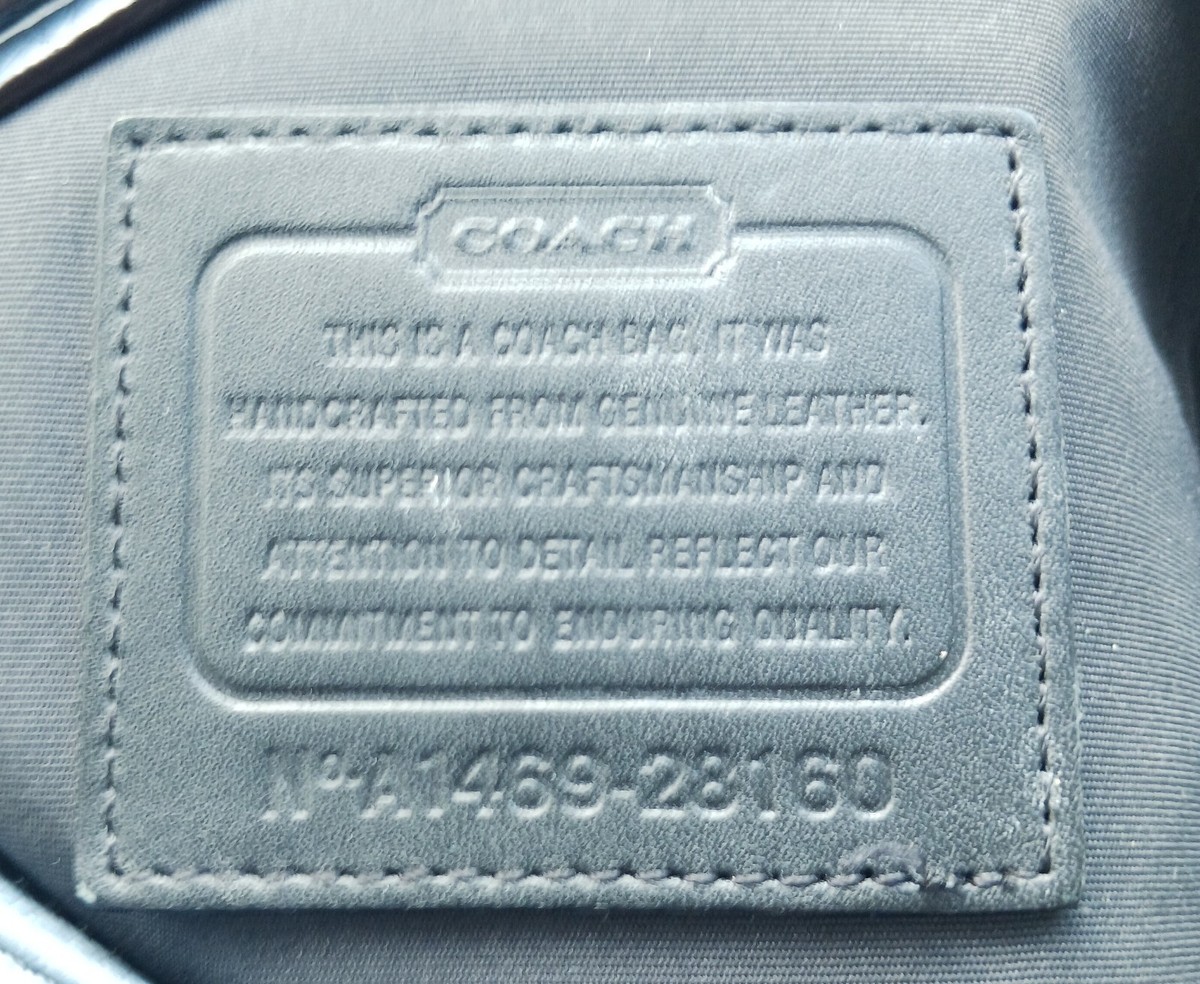 COACH
THIS IS A COACH BAG. IT WAS
HANDCRAFTED FROM GENUINE LEATHER.
ITS SUPERIOR CRAFTSMANSHIP AND
ATTENTION TO DETAIL REFLECT OUR
COMMITMENT TO ENDURING QUALITY.
Nº A1469-28160